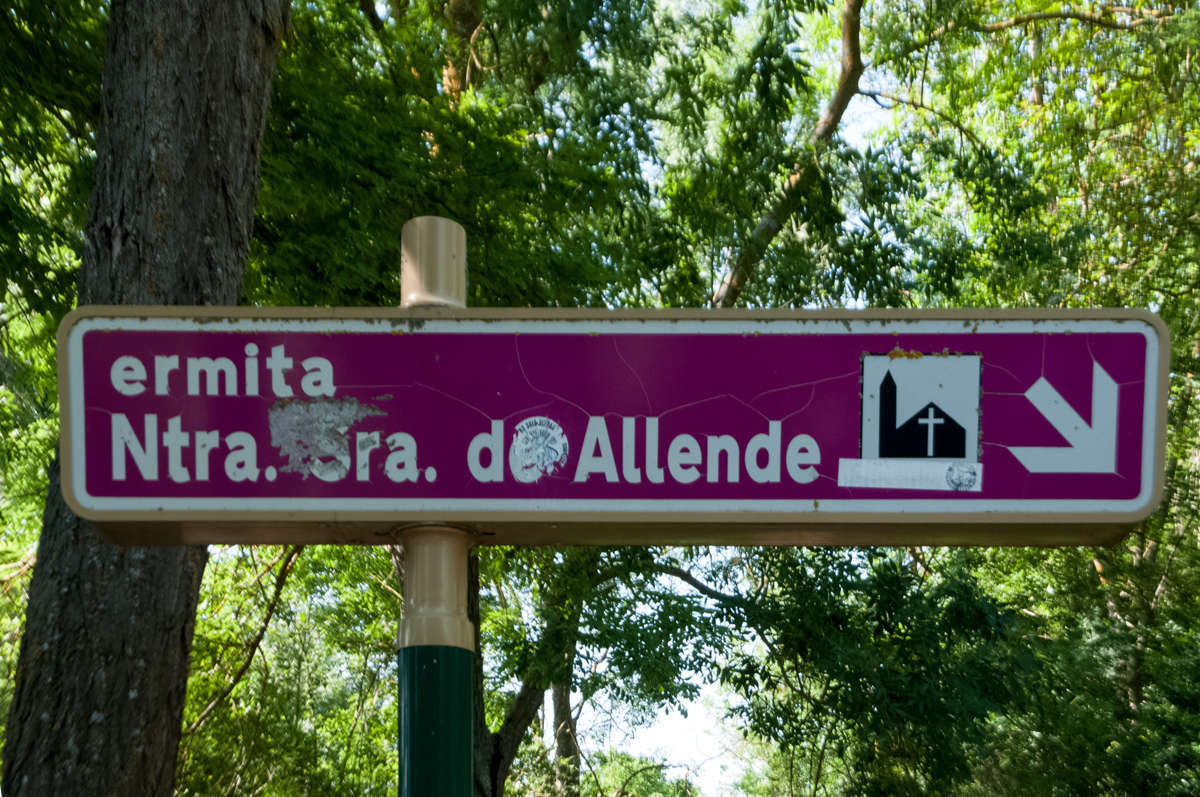 ermita
Ntra. Sra. de Allende